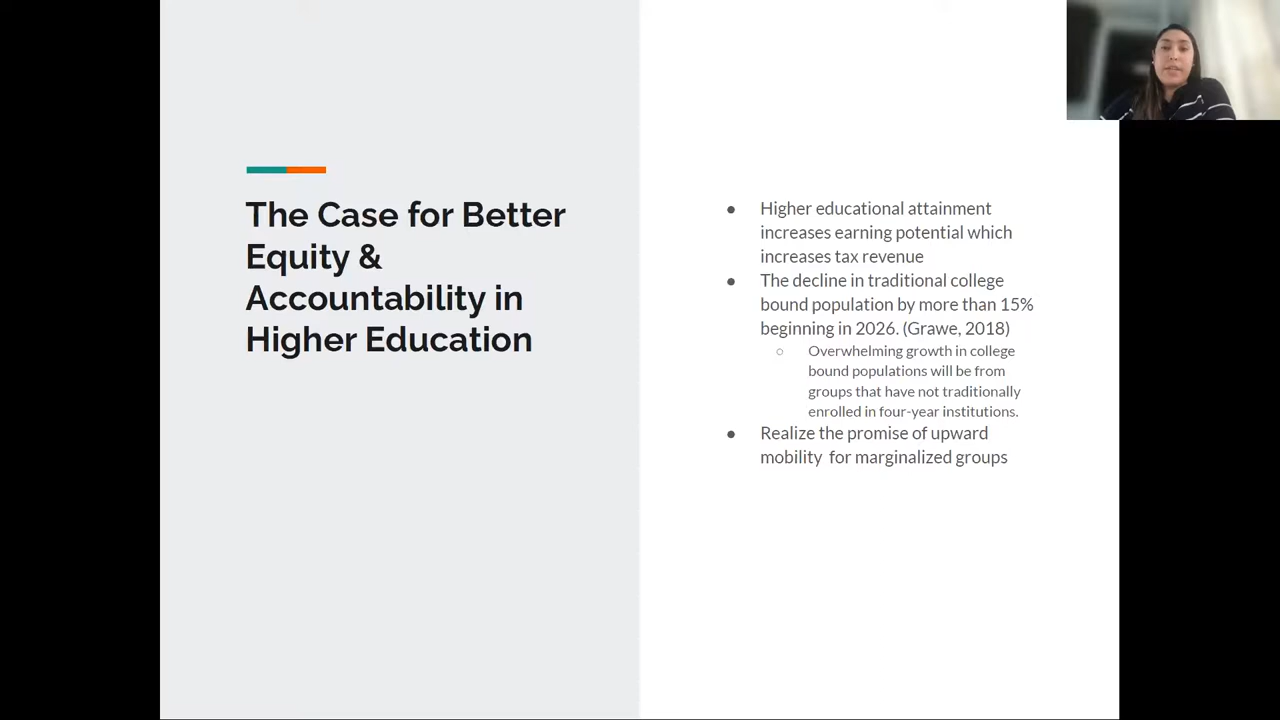 The Case for Better
Equity &
Accountability in
Higher Education
● Higher educational attainment
increases earning potential which
increases tax revenue
● The decline in traditional college
bound population by more than 15%
beginning in 2026. (Grawe, 2018)
○ Overwhelming growth in college
bound populations will be from
groups that have not traditionally
enrolled in four-year institutions.
● Realize the promise of upward
mobility  for marginalized groups